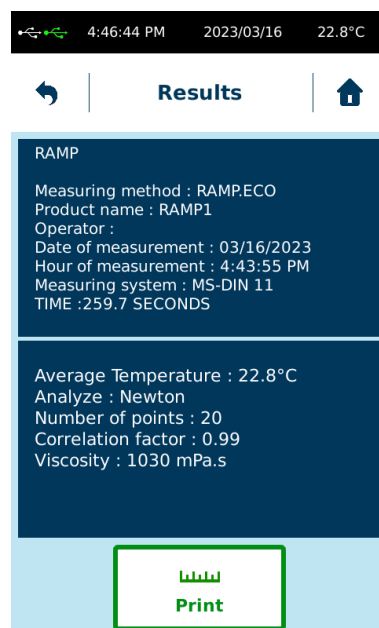 4:46:44 PM 2023/03/16 22.8°C
Results
RAMP
Measuring method : RAMP.ECO
Product name : RAMP1
Operator :
Date of measurement : 03/16/2023
Hour of measurement : 4:43:55 PM
Measuring system : MS-DIN 11
TIME :259.7 SECONDS
Average Temperature : 22.8°C
Analyze : Newton
Number of points : 20
Correlation factor : 0.99
Viscosity : 1030 mPa.s
Print